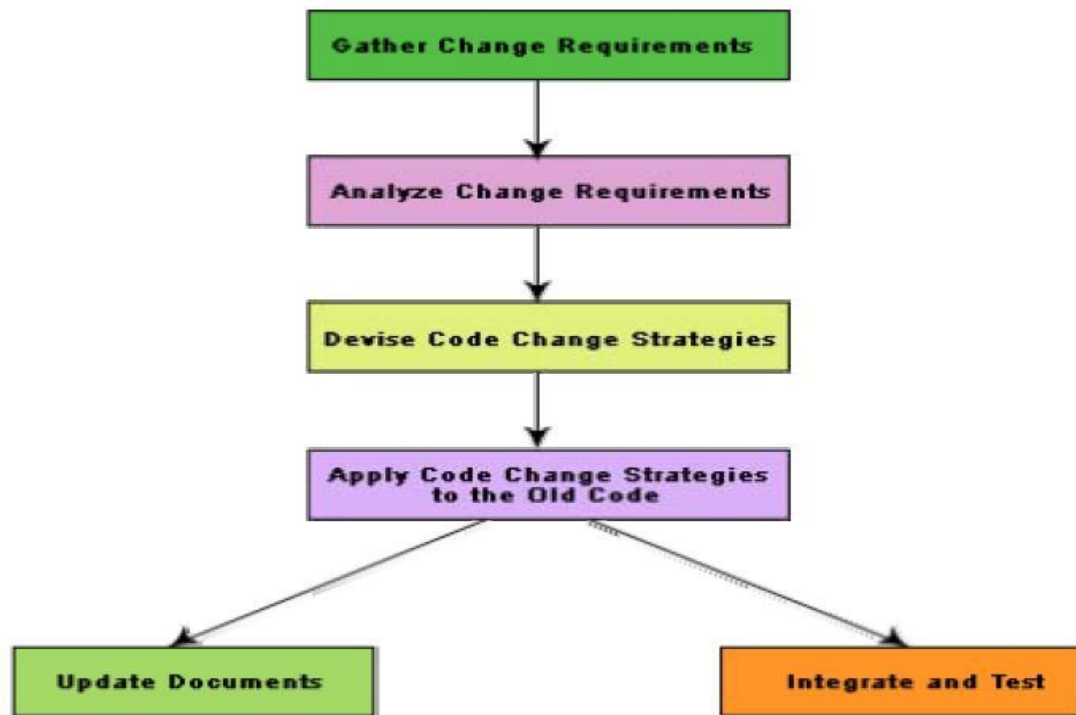 Gather Change Requirements
Analyze Change Requirements
Devise Code Change Strategies
Apply Code Change Strategies
to the Old Code
Update Documents
Integrate and Test